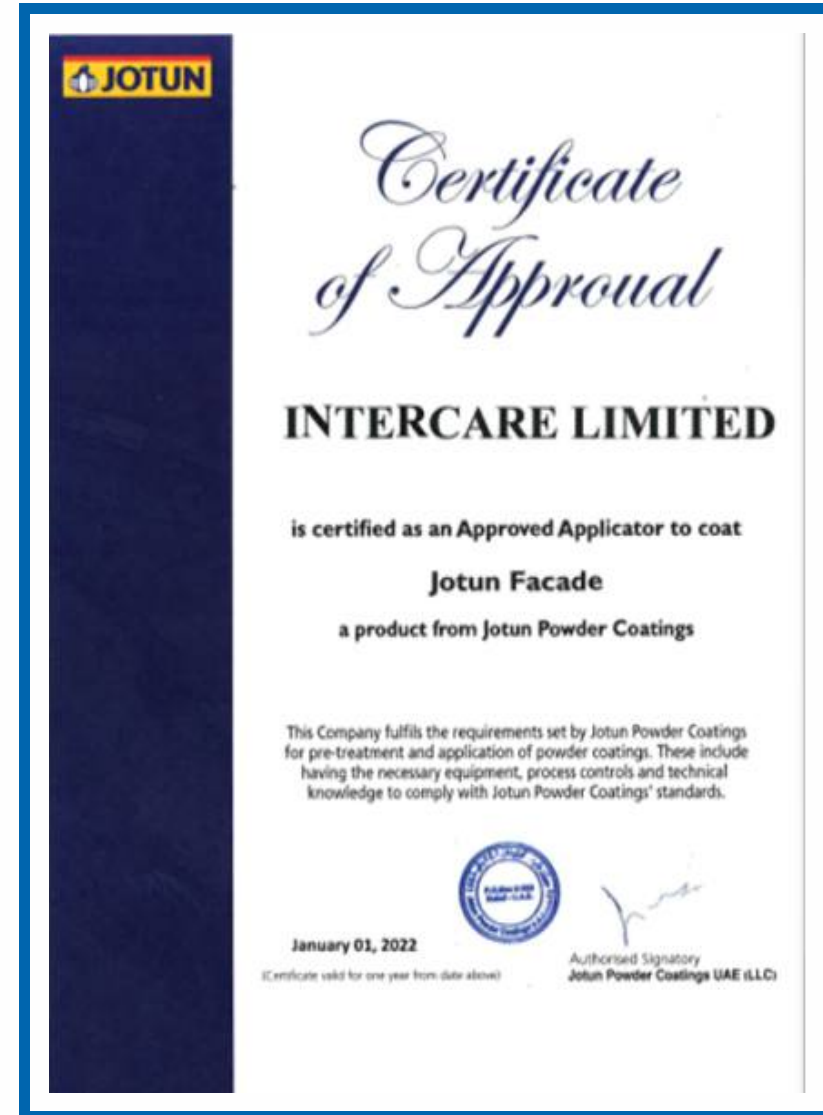 JOTUN
Certificate
of Approval
INTERCARE LIMITED
is certified as an Approved Applicator to coat
Jotun Facade
a product from Jotun Powder Coatings
This Company fulfils the requirements set by Jotun Powder Coatings
for pre-treatment and application of powder coatings. These include
having the necessary equipment, process controls and technical
knowledge to comply with Jotun Powder Coatings' standards.
January 01, 2022
(Certificate valid for one year from date above)
Authorised Signatory
Jotun Powder Coatings UAE (LLC)